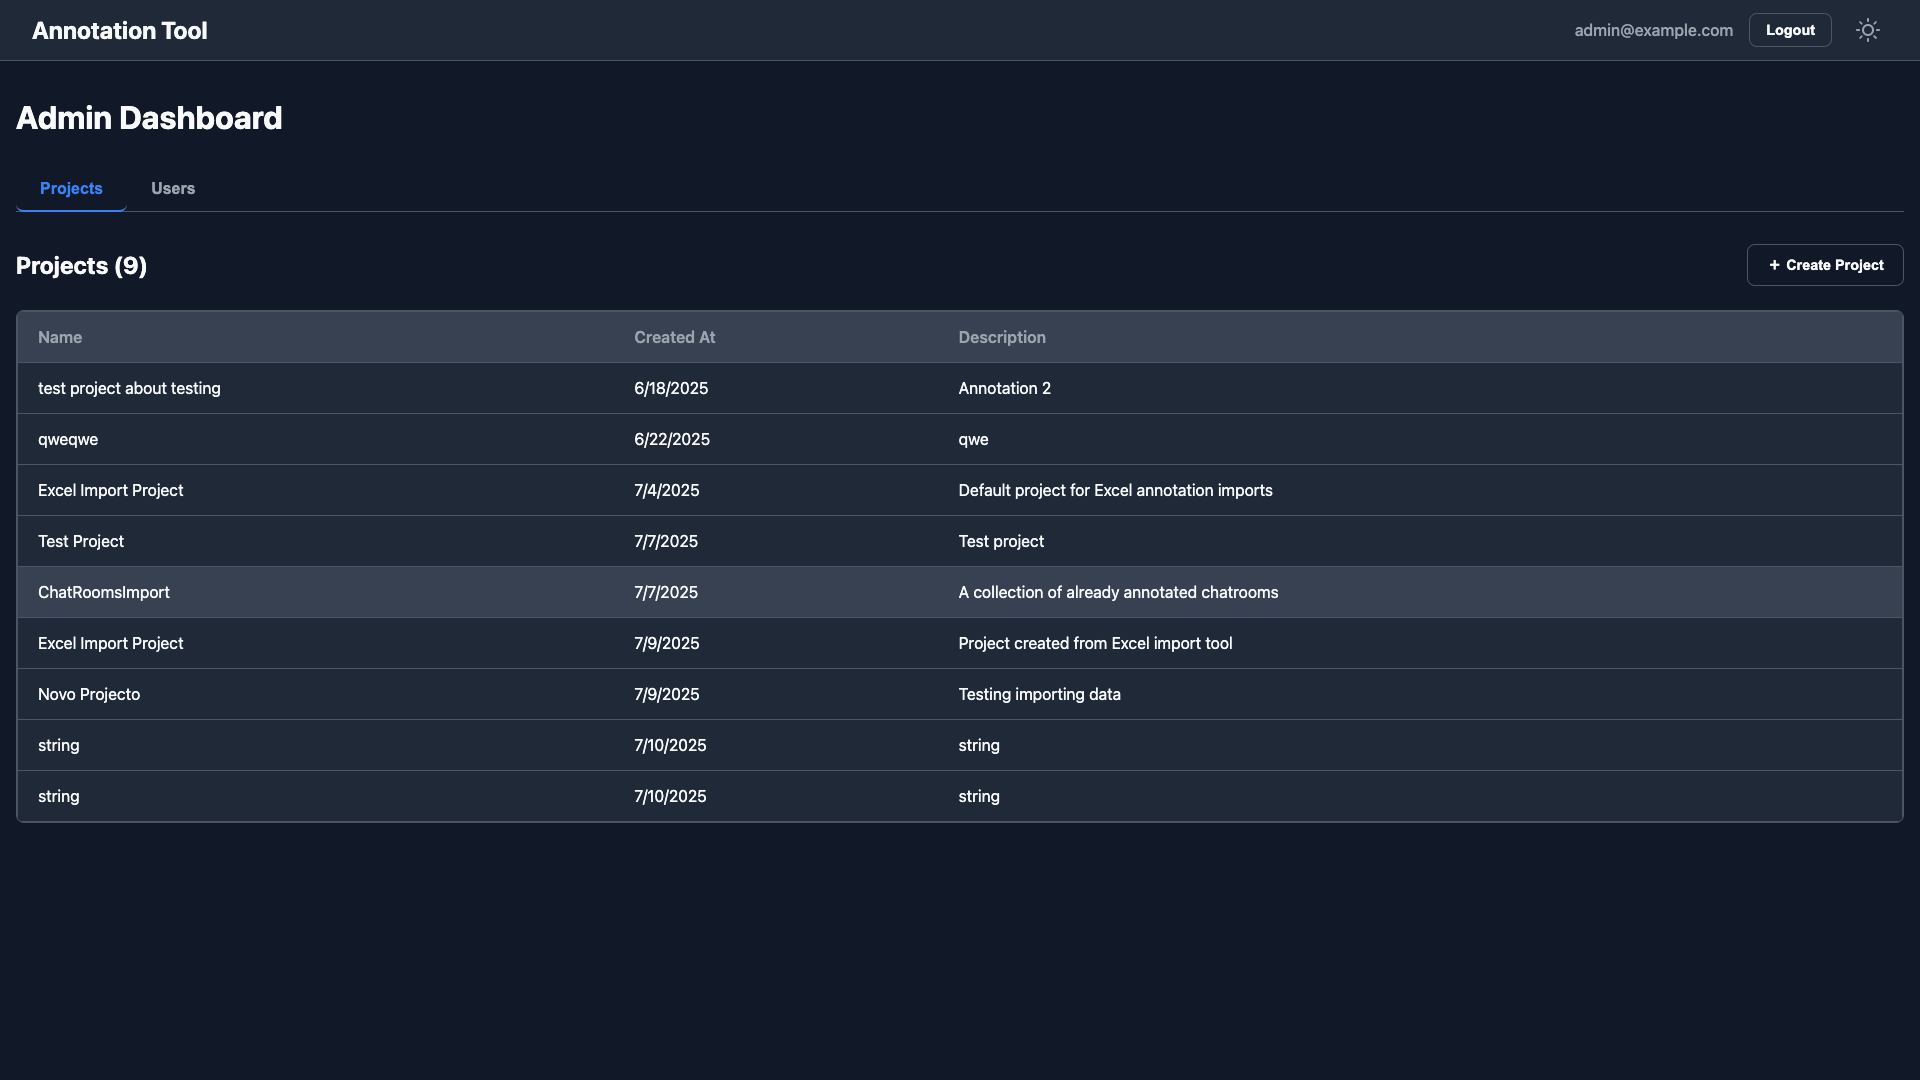 Annotation Tool admin@example.com Logout
Admin Dashboard
Projects Users
Projects (9) + Create Project
Name Created At Description
test project about testing 6/18/2025 Annotation 2
qweqwe 6/22/2025 qwe
Excel Import Project 7/4/2025 Default project for Excel annotation imports
Test Project 7/7/2025 Test project
ChatRoomsImport 7/7/2025 A collection of already annotated chatrooms
Excel Import Project 7/9/2025 Project created from Excel import tool
Novo Projecto 7/9/2025 Testing importing data
string 7/10/2025 string
string 7/10/2025 string